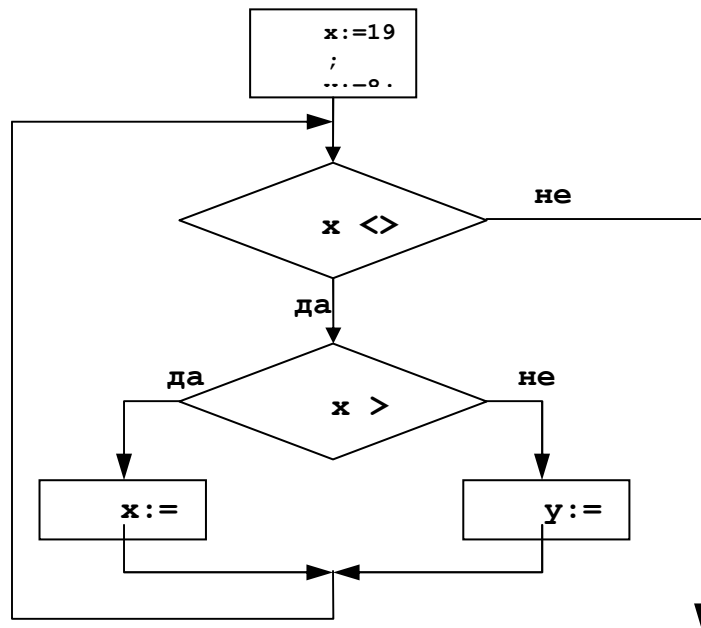 x:=19
;
x <>
не
да
да
не
x >
x:=
y:=